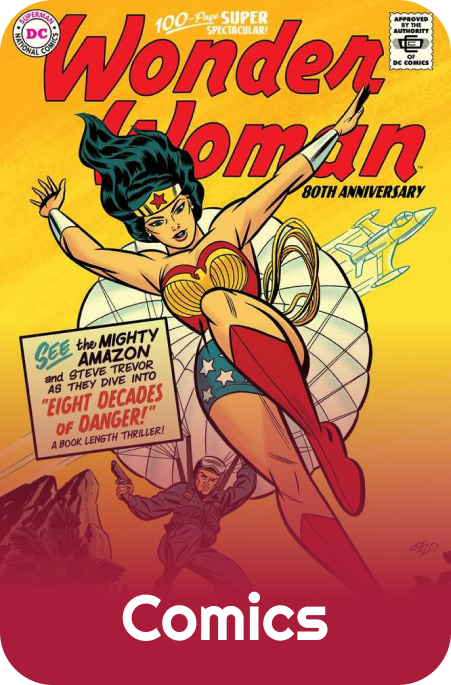 SUPERMAN
DC
NATIONAL COMICS
100-Page SUPER
SPECTACULAR!
APPROVED
BY THE
AUTHORITY
OF
DC COMICS
Wonder
Woman
80TH ANNIVERSARY
SEE the MIGHTY
AMAZON
and STEVE TREVOR
AS THEY DIVE INTO
"EIGHT DECADES
OF DANGER!"
A BOOK LENGTH THRILLER!
Comics